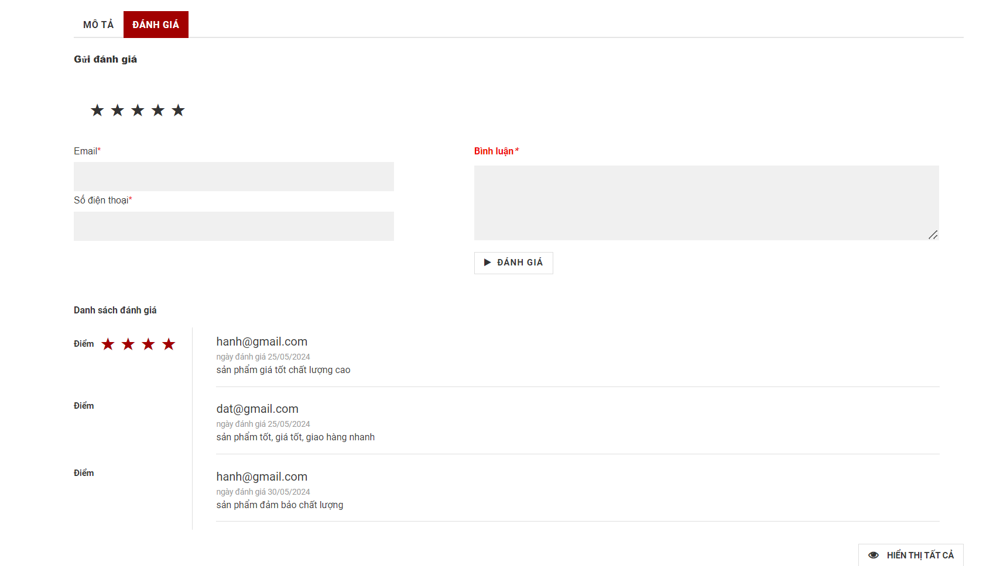 MÔ TẢ ĐÁNH GIÁ
Gửi đánh giá
★ ★ ★ ★ ★
Email*
Số điện thoại*
Bình luận*
ĐÁNH GIÁ
Danh sách đánh giá
Điểm ★ ★ ★ ★
hanh@gmail.com
ngày đánh giá 25/05/2024
sản phẩm giá tốt chất lượng cao
Điểm
dat@gmail.com
ngày đánh giá 25/05/2024
sản phẩm tốt, giá tốt, giao hàng nhanh
Điểm
hanh@gmail.com
ngày đánh giá 30/05/2024
sản phẩm đảm bảo chất lượng
HIỂN THỊ TẤT CẢ